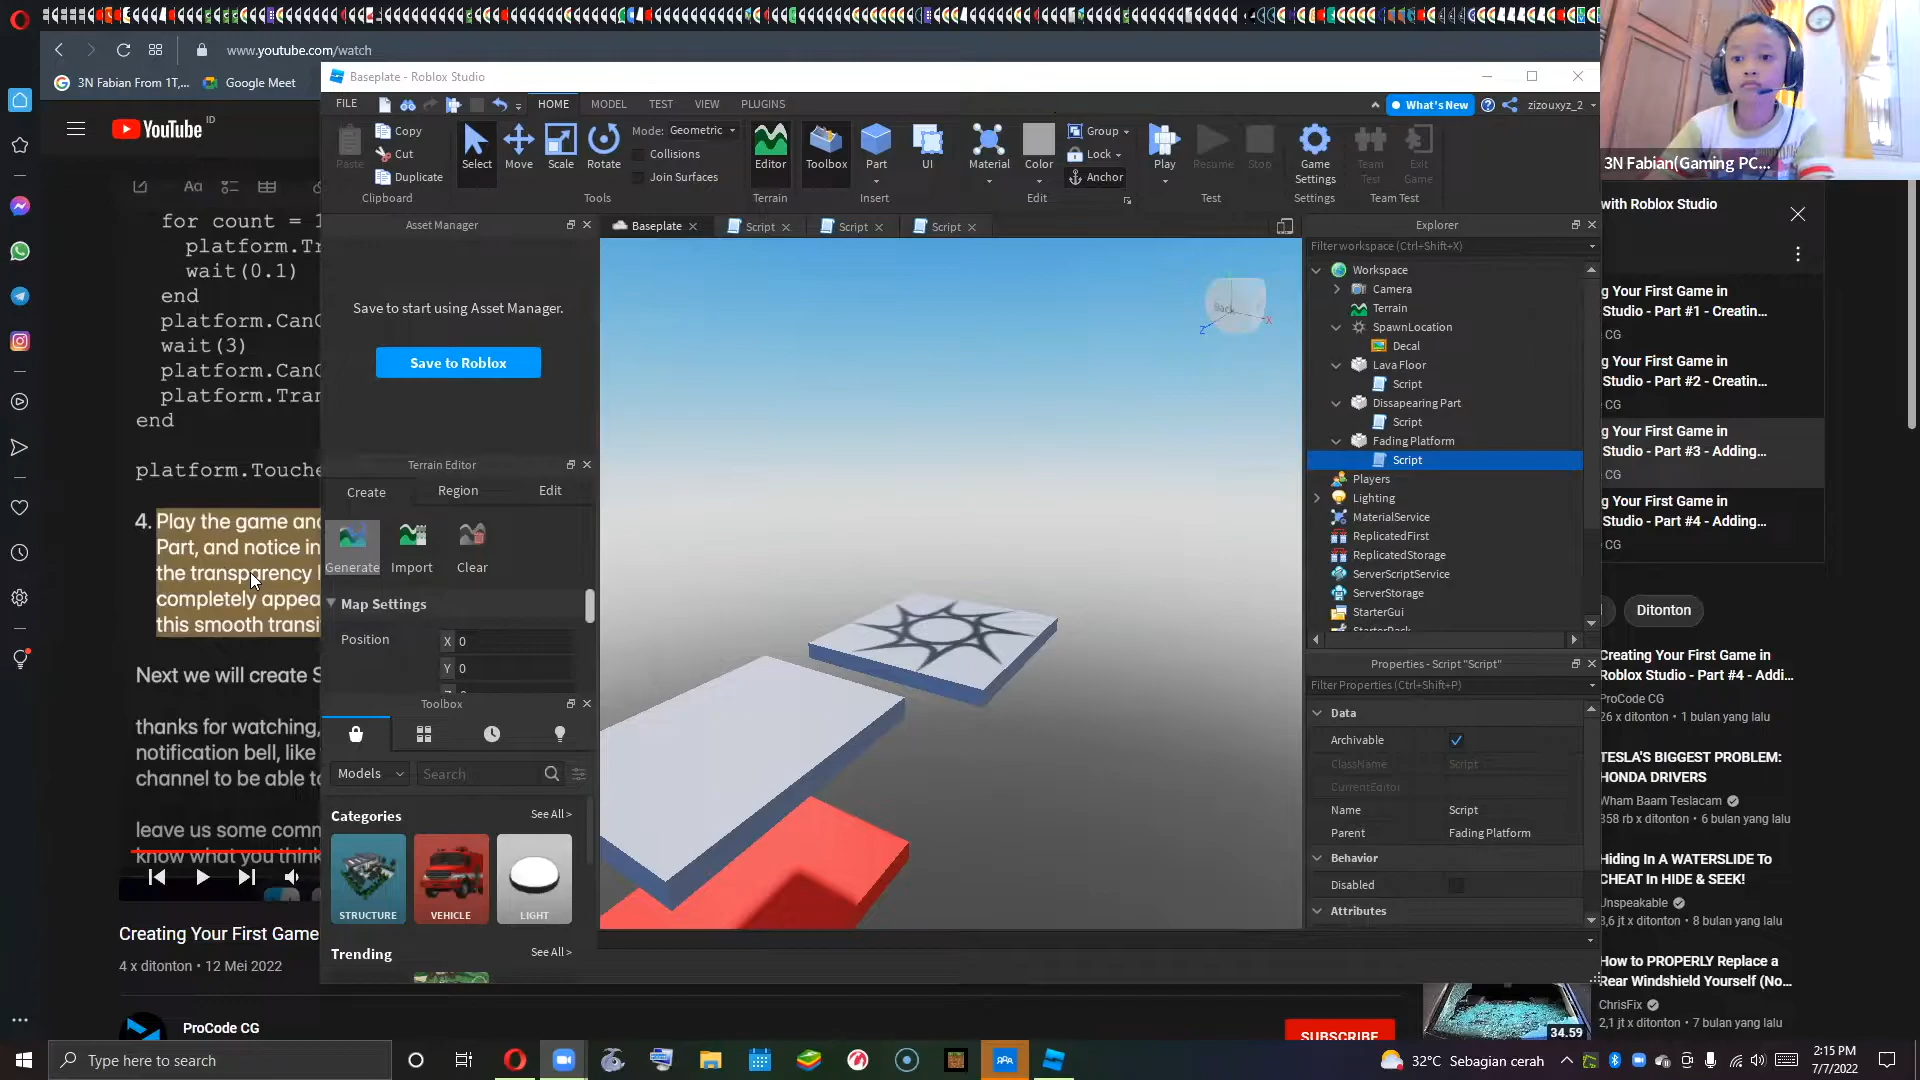 www.youtube.com/watch
3N Fabian From 1T,...
Google Meet
Baseplate - Roblox Studio
YouTube
ID
FILE
HOME
MODEL
TEST
VIEW
PLUGINS
What's New
zizouxyz_2
Paste
Copy
Cut
Duplicate
Clipboard
Select
Move
Scale
Rotate
Mode: Geometric
Collisions
Join Surfaces
Tools
Editor
Terrain
Toolbox
Part
UI
Insert
Material
Color
Group
Lock
Anchor
Edit
Play
Resume
Stop
Test
Game Settings
Settings
Team Test
Exit Game
Team Test
3N Fabian(Gaming PC...
Aa
for count = 1
platform.Tr
wait(0.1)
end
platform.Can
wait(3)
platform.Can
platform.Tran
end
platform.Touche
4. Play the game an
Part, and notice in
the transparency
completely appea
this smooth transi
Next we will create S
thanks for watching,
notification bell, like
channel to be able to
leave us some comm
know what you think
Creating Your First Game
4 x ditonton • 12 Mei 2022
ProCode CG
SUBSCRIBE
Asset Manager
Save to start using Asset Manager.
Save to Roblox
Terrain Editor
Create
Region
Edit
Generate
Import
Clear
Map Settings
Position
X 0
Y 0
Toolbox
Models
Search
Categories
See All >
STRUCTURE
VEHICLE
LIGHT
Trending
See All >
Baseplate
Script
Script
Script
Back
X
Z
Explorer
Filter workspace (Ctrl+Shift+X)
Workspace
Camera
Terrain
SpawnLocation
Decal
Lava Floor
Script
Dissapearing Part
Script
Fading Platform
Script
Players
Lighting
MaterialService
ReplicatedFirst
ReplicatedStorage
ServerScriptService
ServerStorage
StarterGui
StarterPack
Properties - Script "Script"
Filter Properties (Ctrl+Shift+P)
Data
Archivable
ClassName Script
CurrentEditor
Name Script
Parent Fading Platform
Behavior
Disabled
Attributes
with Roblox Studio
g Your First Game in
Studio - Part #1 - Creatin...
CG
g Your First Game in
Studio - Part #2 - Creatin...
CG
g Your First Game in
Studio - Part #3 - Adding...
CG
g Your First Game in
Studio - Part #4 - Adding...
CG
Ditonton
Creating Your First Game in
Roblox Studio - Part #4 - Addi...
ProCode CG
26 x ditonton • 1 bulan yang lalu
TESLA'S BIGGEST PROBLEM:
HONDA DRIVERS
Wham Baam Teslacam
358 rb x ditonton • 6 bulan yang lalu
Hiding In A WATERSLIDE To
CHEAT In HIDE & SEEK!
Unspeakable
8,6 jt x ditonton • 8 bulan yang lalu
How to PROPERLY Replace a
Rear Windshield Yourself (No...
ChrisFix
2,1 jt x ditonton • 7 bulan yang lalu
34.59
Type here to search
32°C Sebagian cerah
2:15 PM
7/7/2022